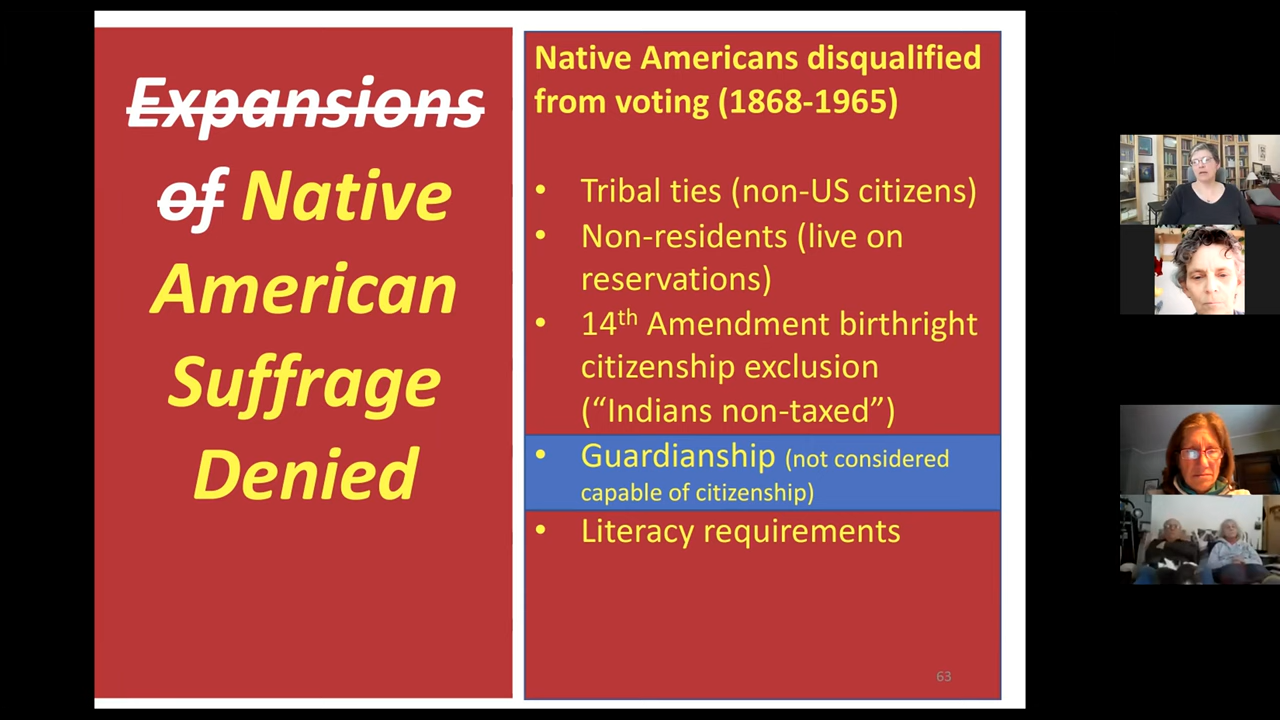 Expansions
of Native
American
Suffrage
Denied
Native Americans disqualified
from voting (1868-1965)
• Tribal ties (non-US citizens)
• Non-residents (live on
reservations)
• 14th Amendment birthright
citizenship exclusion
(“Indians non-taxed”)
• Guardianship (not considered
capable of citizenship)
• Literacy requirements
63